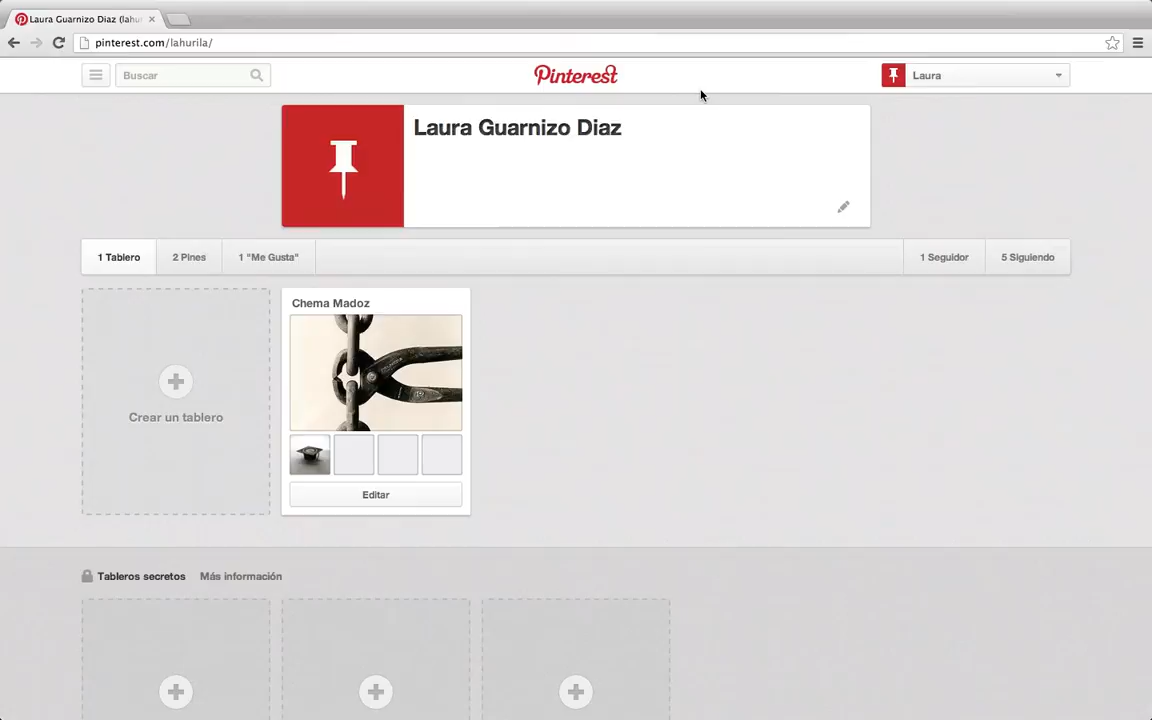 Laura Guarnizo Diaz (lahu
pinterest.com/lahurila/
Buscar
Pinterest
Laura
Laura Guarnizo Diaz
1 Tablero
2 Pines
1 "Me Gusta"
1 Seguidor
5 Siguiendo
Crear un tablero
Chema Madoz
Editar
Tableros secretos
Más información